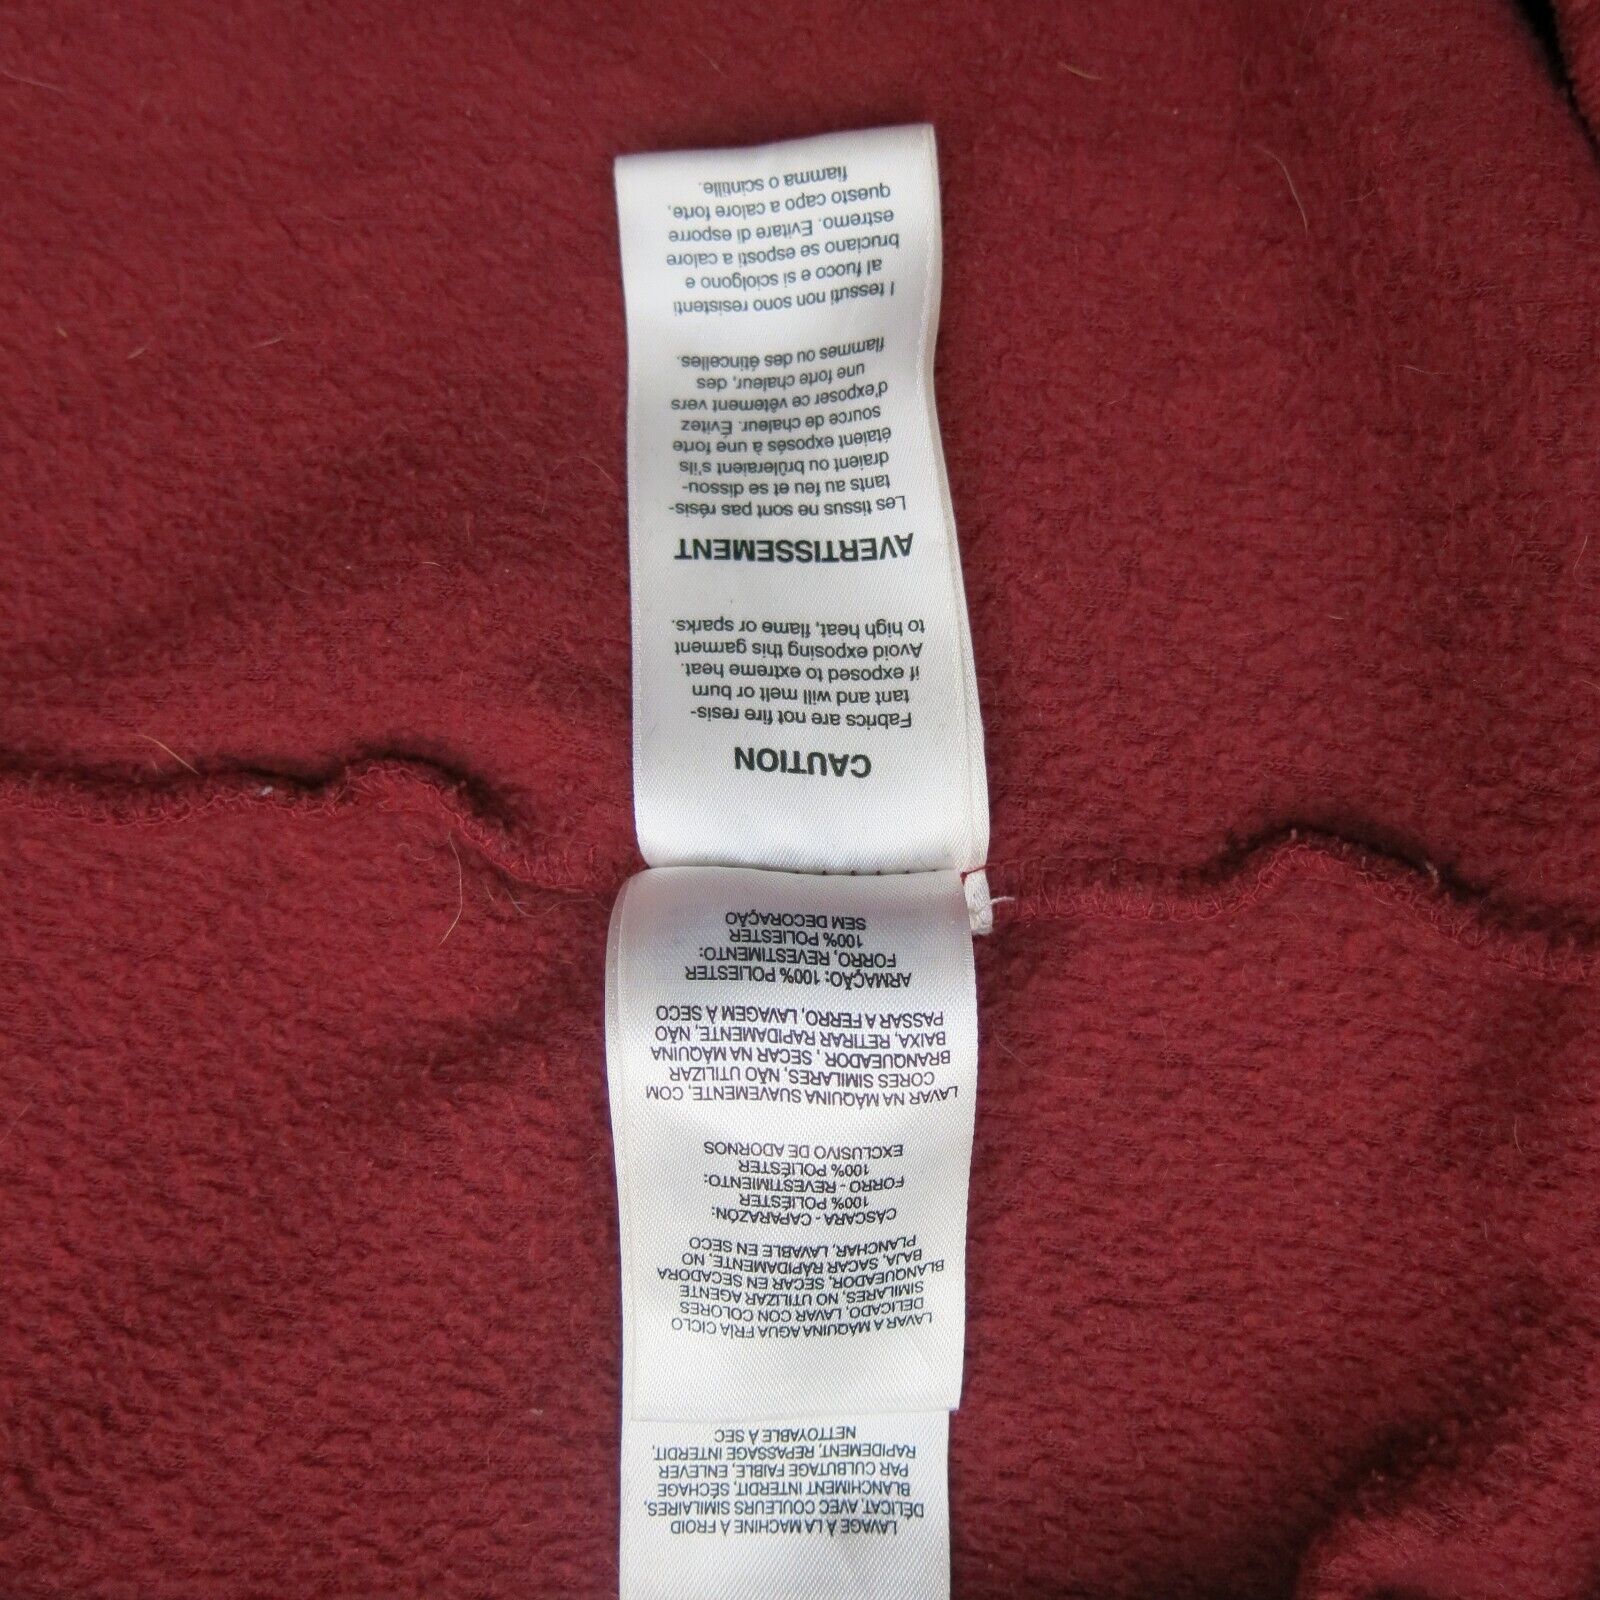 CAUTION
Fabrics are not fire resis-
tant and will melt or burn
if exposed to extreme heat.
Avoid exposing this garment
to high heat, flame or sparks.
AVERTISSEMENT
Les tissus ne sont pas résis-
tants au feu et se dissou-
draient ou brûleraient s'ils
étaient exposés à une forte
source de chaleur. Évitez
d'exposer ce vêtement vers
une forte chaleur, des
flammes ou des étincelles.
I tessuti non sono resistenti
al fuoco e si sciolgono e
bruciano se esposti a calore
estremo. Evitare di esporre
questo capo a calore forte,
fiamma o scintille.
LAVAGE À LA MACHINE À FROID
DÉLICAT, AVEC COULEURS SIMILAIRES,
BLANCHIMENT INTERDIT, SÉCHAGE
PAR CULBUTAGE FAIBLE, ENLEVER
RAPIDEMENT, REPASSAGE INTERDIT,
NETTOYABLE À SEC
LAVAR A MÁQUINA AGUA FRÍA CICLO
DELICADO, LAVAR CON COLORES
SIMILARES, NO UTILIZAR AGENTE
BLANQUEADOR, SECAR EN SECADORA
BAJA, SACAR RÁPIDAMENTE, NO
PLANCHAR, LAVABLE EN SECO
CÁSCARA - CAPARAZÓN:
100% POLIÉSTER
FORRO - REVESTIMIENTO:
100% POLIÉSTER
EXCLUSIVO DE ADORNOS
LAVAR NA MÁQUINA SUAVEMENTE, COM
CORES SIMILARES, NÃO UTILIZAR
BRANQUEADOR, SECAR NA MÁQUINA
BAIXA, RETIRAR RAPIDAMENTE, NÃO
PASSAR A FERRO, LAVAGEM A SECO
ARMAÇÃO: 100% POLIESTER
FORRO, REVESTIMENTO:
100% POLIESTER
SEM DECORAÇÃO